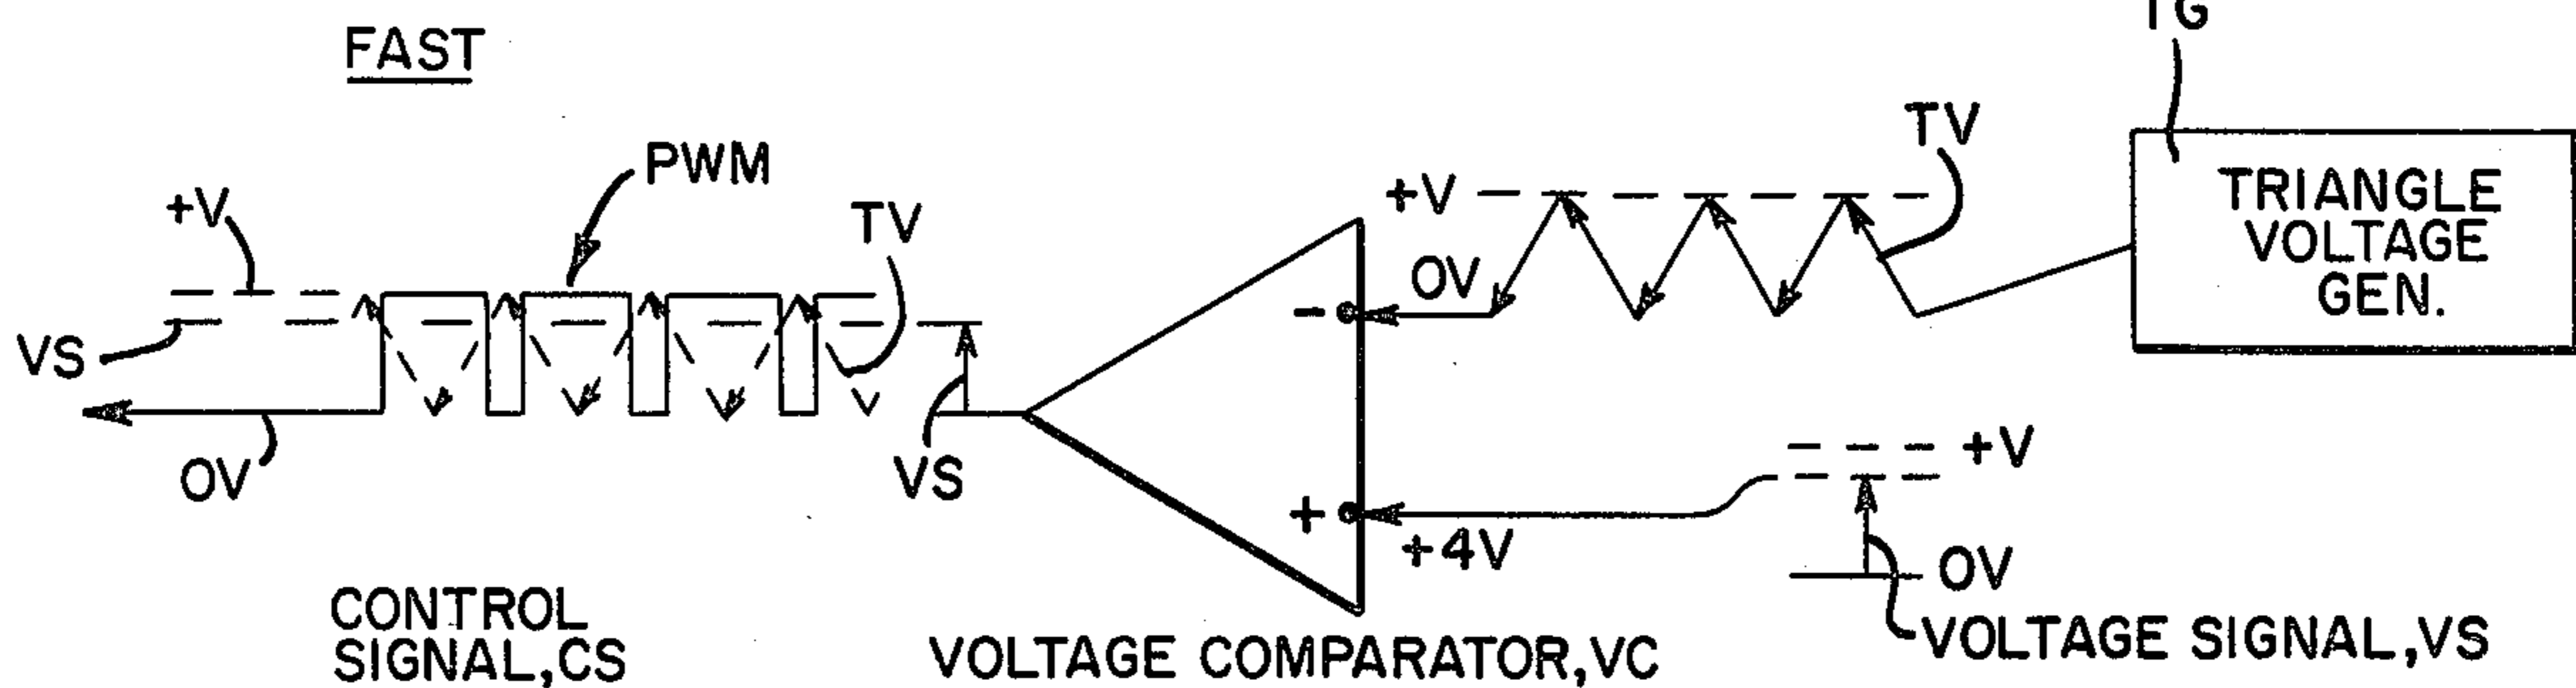 TG
FAST
TV
PWM
+V
TV
+V
TRIANGLE
VOLTAGE
GEN.
0V
-
VS
+V
0V
VS
+
+4V
0V
CONTROL
SIGNAL,CS
VOLTAGE COMPARATOR,VC
VOLTAGE SIGNAL,VS